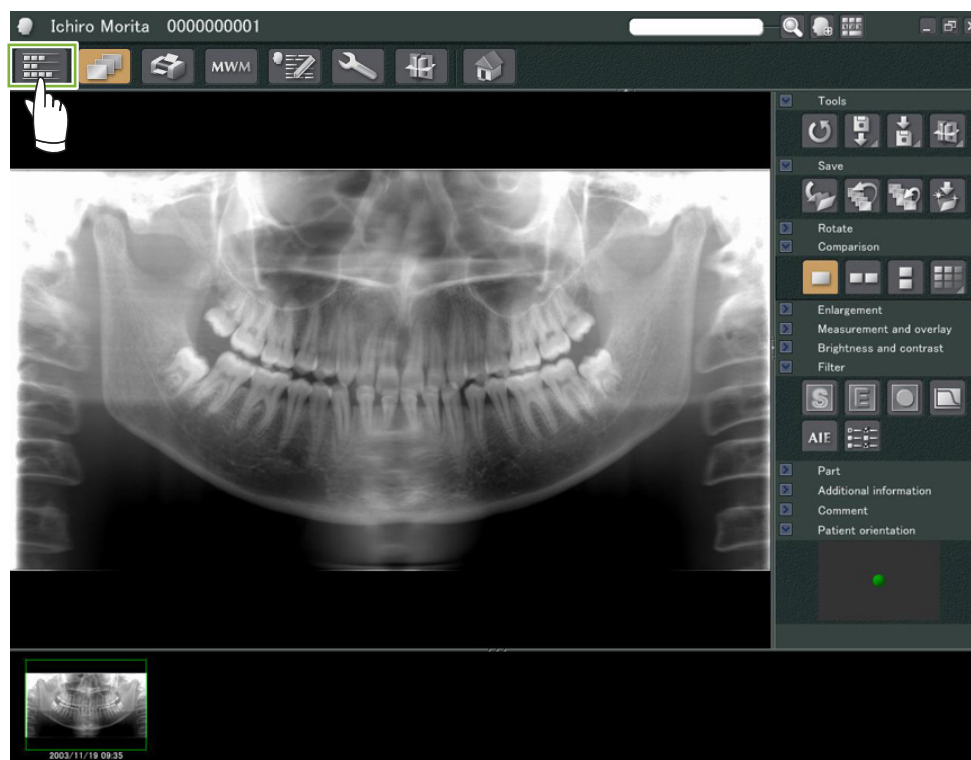 Ichiro Morita 0000000001
MWM
Tools
Save
Rotate
Comparison
Enlargement
Measurement and overlay
Brightness and contrast
Filter
S E
AIE
Part
Additional information
Comment
Patient orientation
2003/11/19 09:35